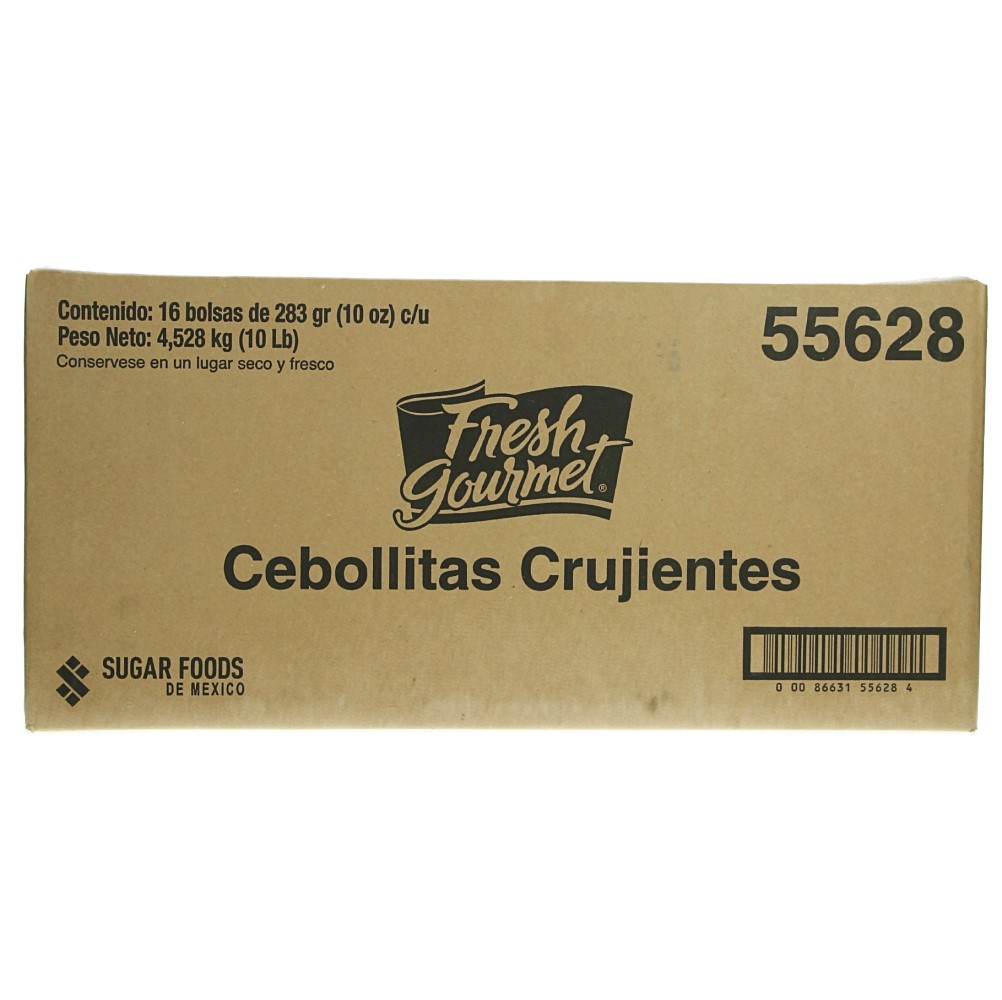 Contenido: 16 bolsas de 283 gr (10 oz) c/u
Peso Neto: 4,528 kg (10 Lb)
Conservese en un lugar seco y fresco
55628
Fresh
Gourmet®
Cebollitas Crujientes
SUGAR FOODS
DE MEXICO
0 00 86631 55628 4